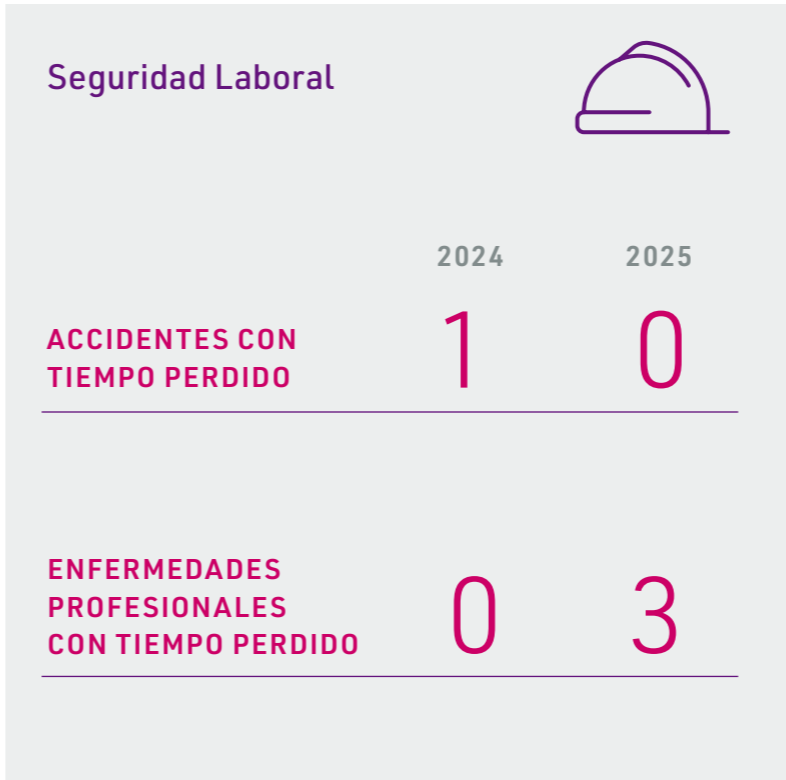 Seguridad Laboral
2024 2025
ACCIDENTES CON
TIEMPO PERDIDO
1 0
ENFERMEDADES
PROFESIONALES
CON TIEMPO PERDIDO
0 3